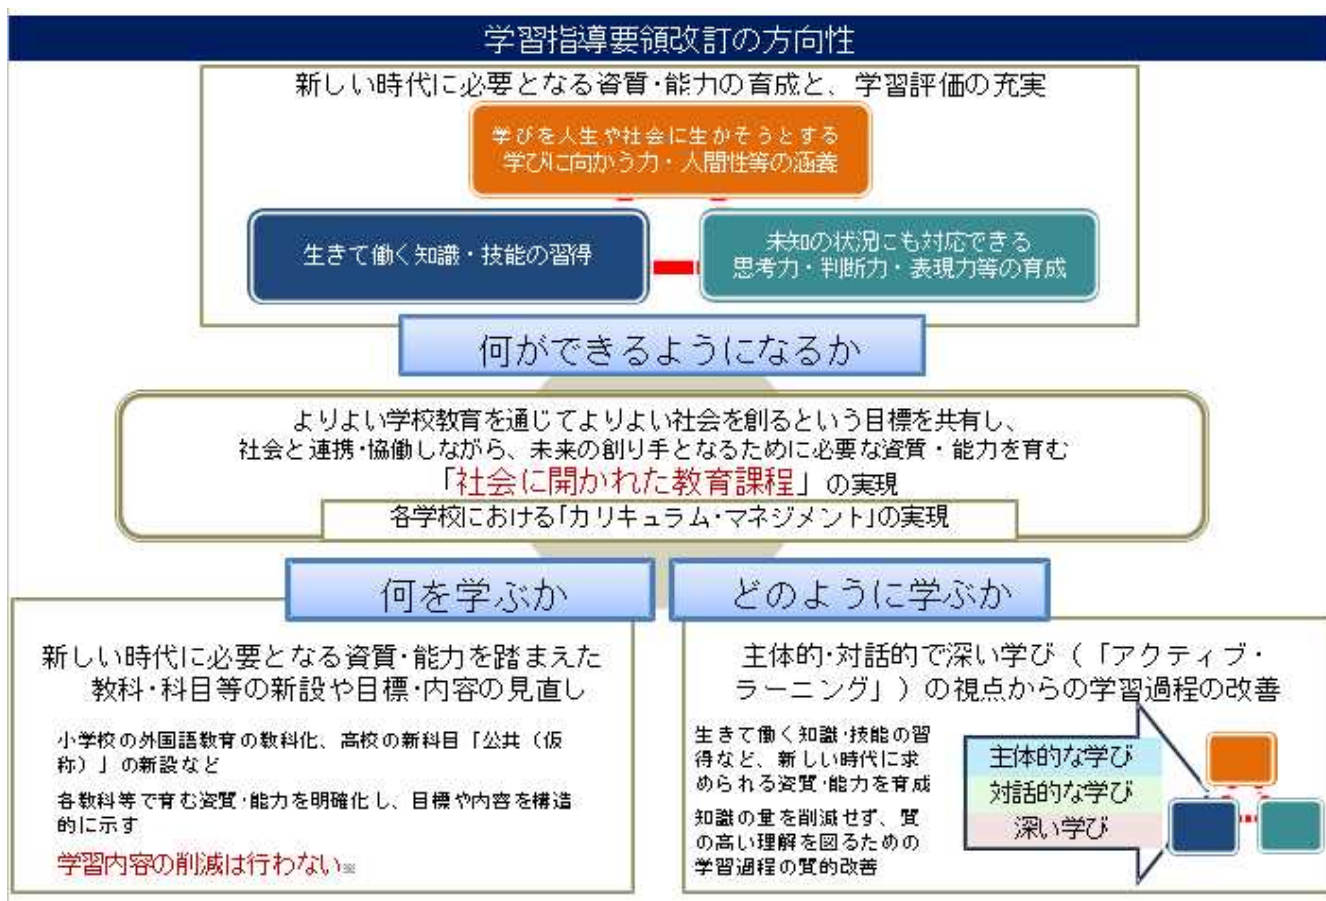 学習指導要領改訂の方向性
新しい時代に必要となる資質・能力の育成と、学習評価の充実
学びを人生や社会に生かそうとする
学びに向かう力・人間性等の涵養
生きて働く知識・技能の習得
未知の状況にも対応できる
思考力・判断力・表現力等の育成
何ができるようになるか
よりよい学校教育を通じてよりよい社会を創るという目標を共有し、
社会と連携・協働しながら、未来の創り手となるために必要な資質・能力を育む
「社会に開かれた教育課程」の実現
各学校における「カリキュラム・マネジメント」の実現
何を学ぶか
新しい時代に必要となる資質・能力を踏まえた
教科・科目等の新設や目標・内容の見直し
小学校の外国語教育の教科化、高校の新科目「公共（仮
称）」の新設など
各教科等で育む資質・能力を明確化し、目標や内容を構造
的に示す
学習内容の削減は行わない※
どのように学ぶか
主体的・対話的で深い学び（「アクティブ・
ラーニング」）の視点からの学習過程の改善
生きて働く知識・技能の習
得など、新しい時代に求
められる資質・能力を育成
知識の量を削減せず、質
の高い理解を図るための
学習過程の質的改善
主体的な学び
対話的な学び
深い学び